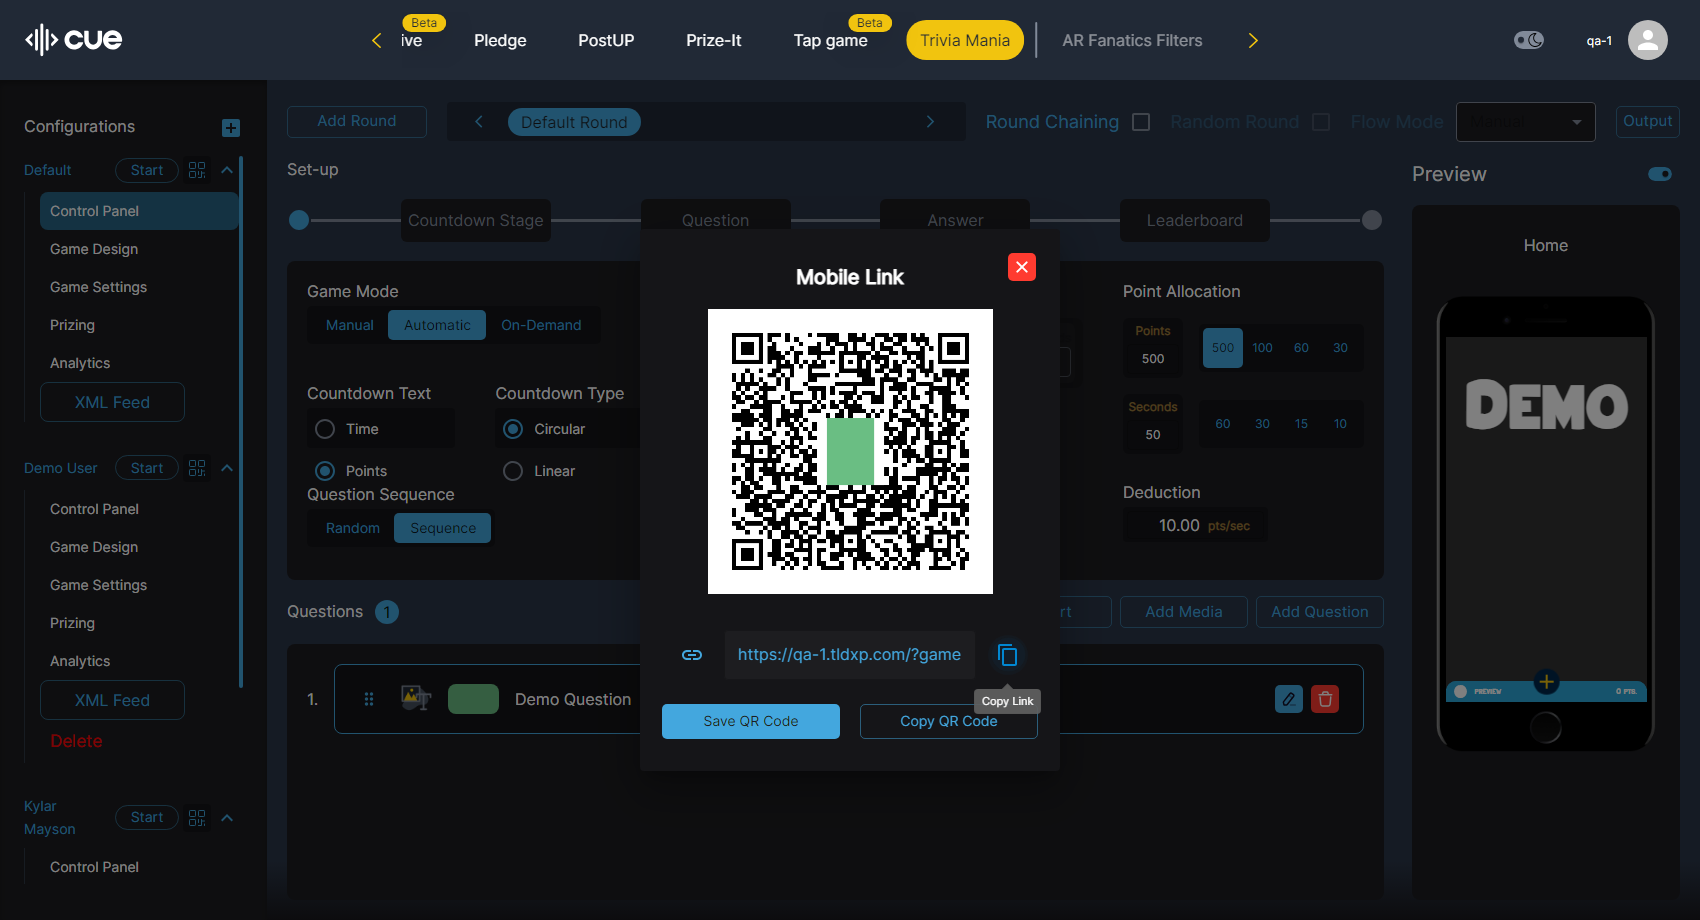 cue
Beta
ive
Pledge
PostUP
Prize-It
Beta
Tap game
Trivia Mania
AR Fanatics Filters
qa-1
Configurations
Default
Start
Control Panel
Game Design
Game Settings
Prizing
Analytics
XML Feed
Demo User
Start
Control Panel
Game Design
Game Settings
Prizing
Analytics
XML Feed
Delete
Kylar
Mayson
Start
Control Panel
Add Round
Default Round
Round Chaining
Random Round
Flow Mode
Manual
Output
Set-up
Countdown Stage
Question
Answer
Leaderboard
Game Mode
Manual
Automatic
On-Demand
Countdown Text
Time
Points
Countdown Type
Circular
Linear
Question Sequence
Random
Sequence
Point Allocation
Points
500
500
100
60
30
Seconds
50
60
30
15
10
Deduction
10.00 pts/sec
Questions 1
rt
Add Media
Add Question
1.
Demo Question
Mobile Link
https://qa-1.tldxp.com/?game
Copy Link
Save QR Code
Copy QR Code
Preview
Home
DEMO
PREVIEW
0 PTS.